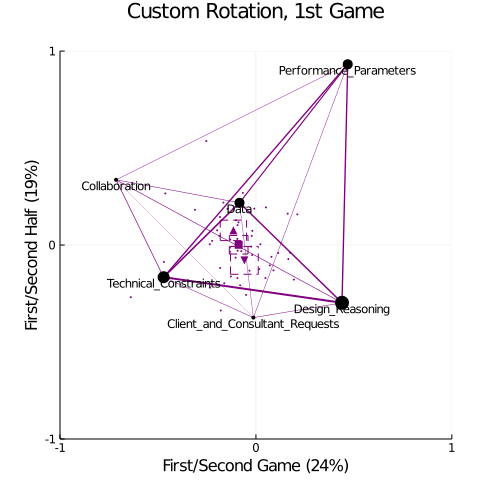 Custom Rotation, 1st Game
1
Performance_Parameters
Collaboration
Data
0
Technical_Constraints
Design_Reasoning
Client_and_Consultant_Requests
First/Second Half (19%)
-1
-1
0
1
First/Second Game (24%)